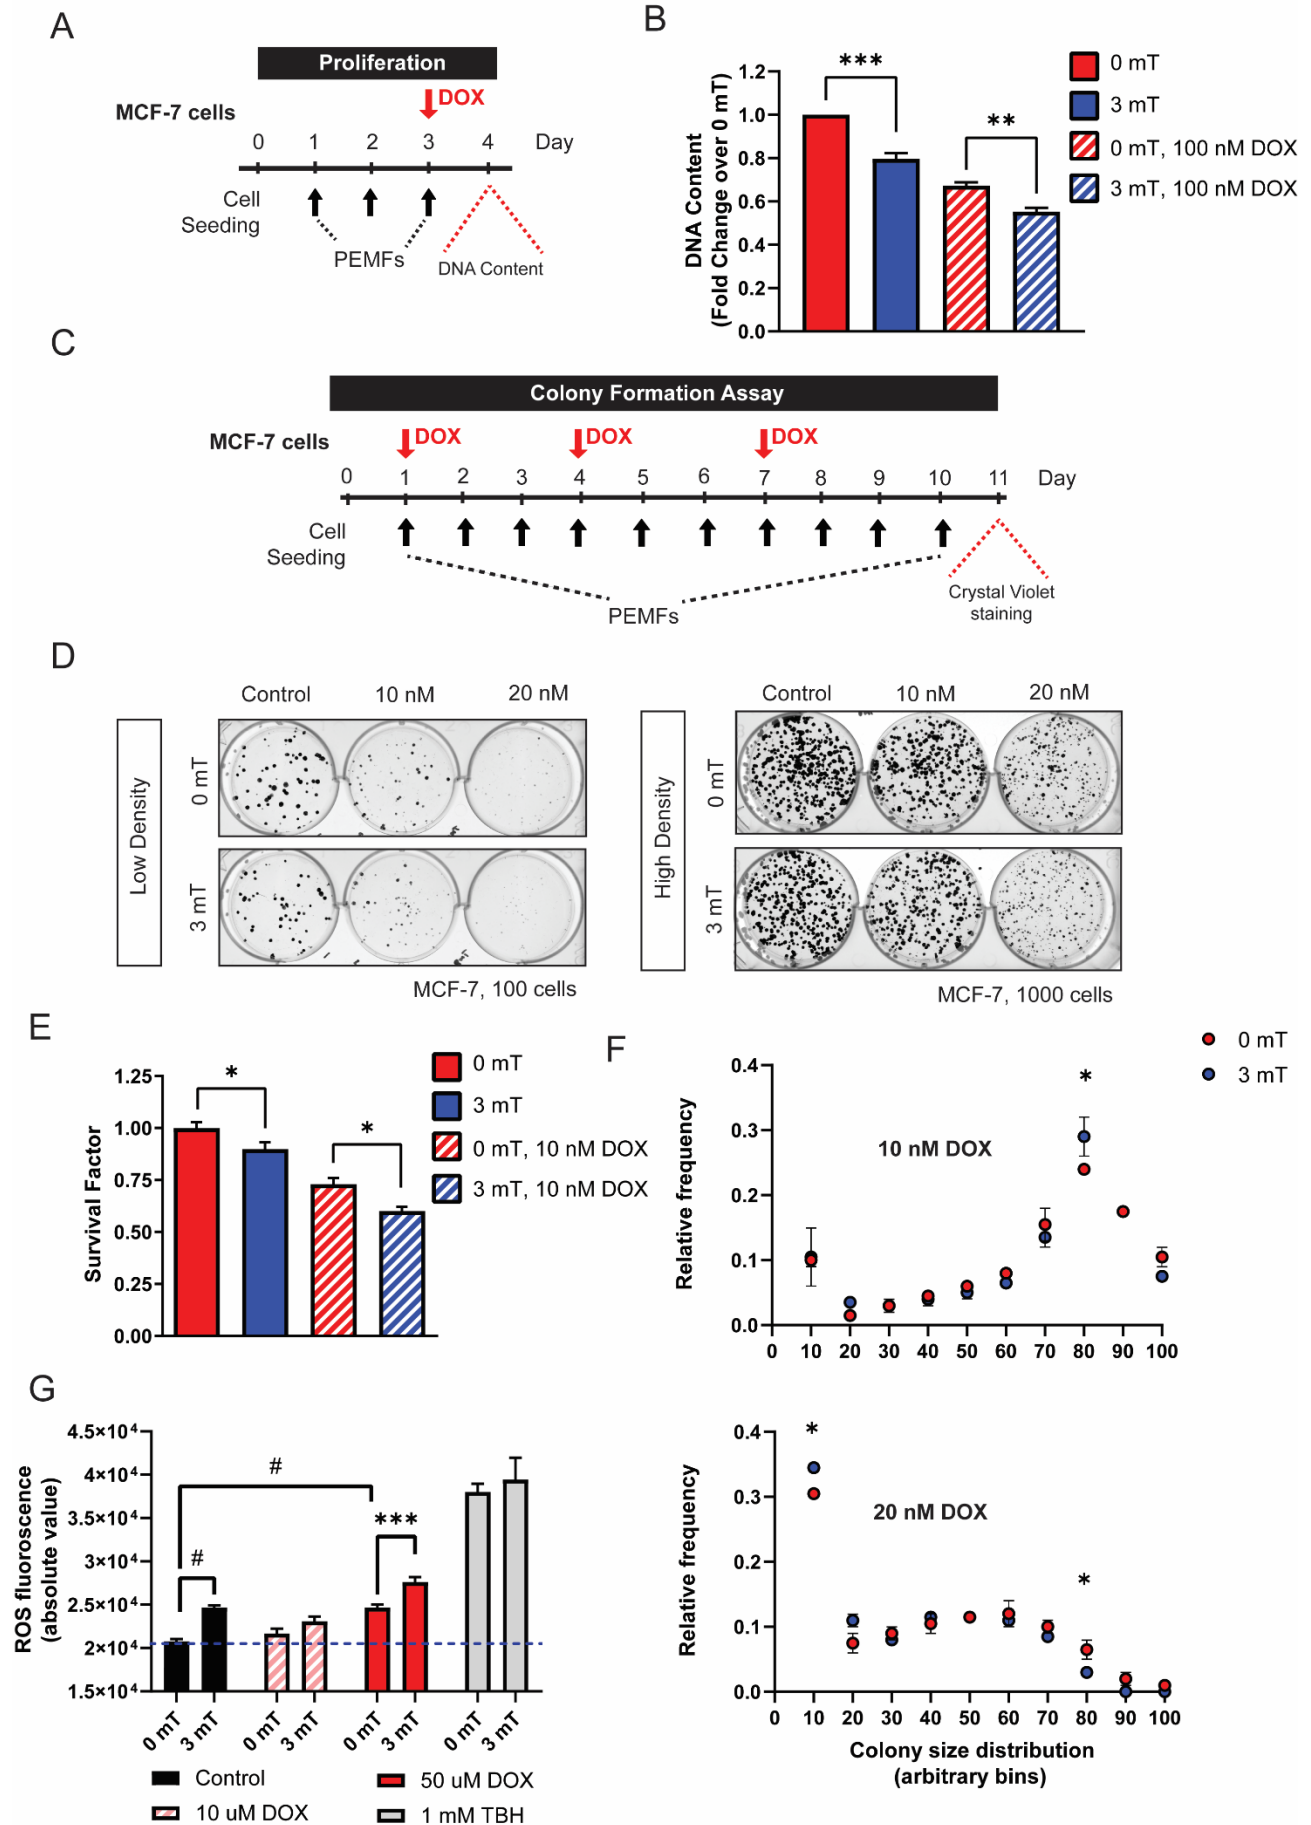 A
Proliferation
MCF-7 cells
DOX
0 1 2 3 4 Day
Cell
Seeding
PEMFs
DNA Content
B
DNA Content
(Fold Change over 0 mT)
1.2
1.0
0.8
0.6
0.4
0.2
0.0
***
**
0 mT
3 mT
0 mT, 100 nM DOX
3 mT, 100 nM DOX
C
Colony Formation Assay
MCF-7 cells
DOX DOX DOX
0 1 2 3 4 5 6 7 8 9 10 11 Day
Cell
Seeding
PEMFs
Crystal Violet
staining
D
Low Density
Control 10 nM 20 nM
0 mT
3 mT
MCF-7, 100 cells
High Density
Control 10 nM 20 nM
0 mT
3 mT
MCF-7, 1000 cells
E
Survival Factor
1.25
1.00
0.75
0.50
0.25
0.00
*
*
0 mT
3 mT
0 mT, 10 nM DOX
3 mT, 10 nM DOX
F
0 mT
3 mT
Relative frequency
0.4
0.3
0.2
0.1
0.0
10 nM DOX
*
0 10 20 30 40 50 60 70 80 90 100
Relative frequency
0.4
0.3
0.2
0.1
0.0
*
20 nM DOX
*
0 10 20 30 40 50 60 70 80 90 100
Colony size distribution
(arbitrary bins)
G
ROS fluoroscence
(absolute value)
4.5×10⁴
4×10⁴
3.5×10⁴
3×10⁴
2.5×10⁴
2×10⁴
1.5×10⁴
#
#
***
0 mT 3 mT 0 mT 3 mT 0 mT 3 mT 0 mT 3 mT
Control
10 uM DOX
50 uM DOX
1 mM TBH